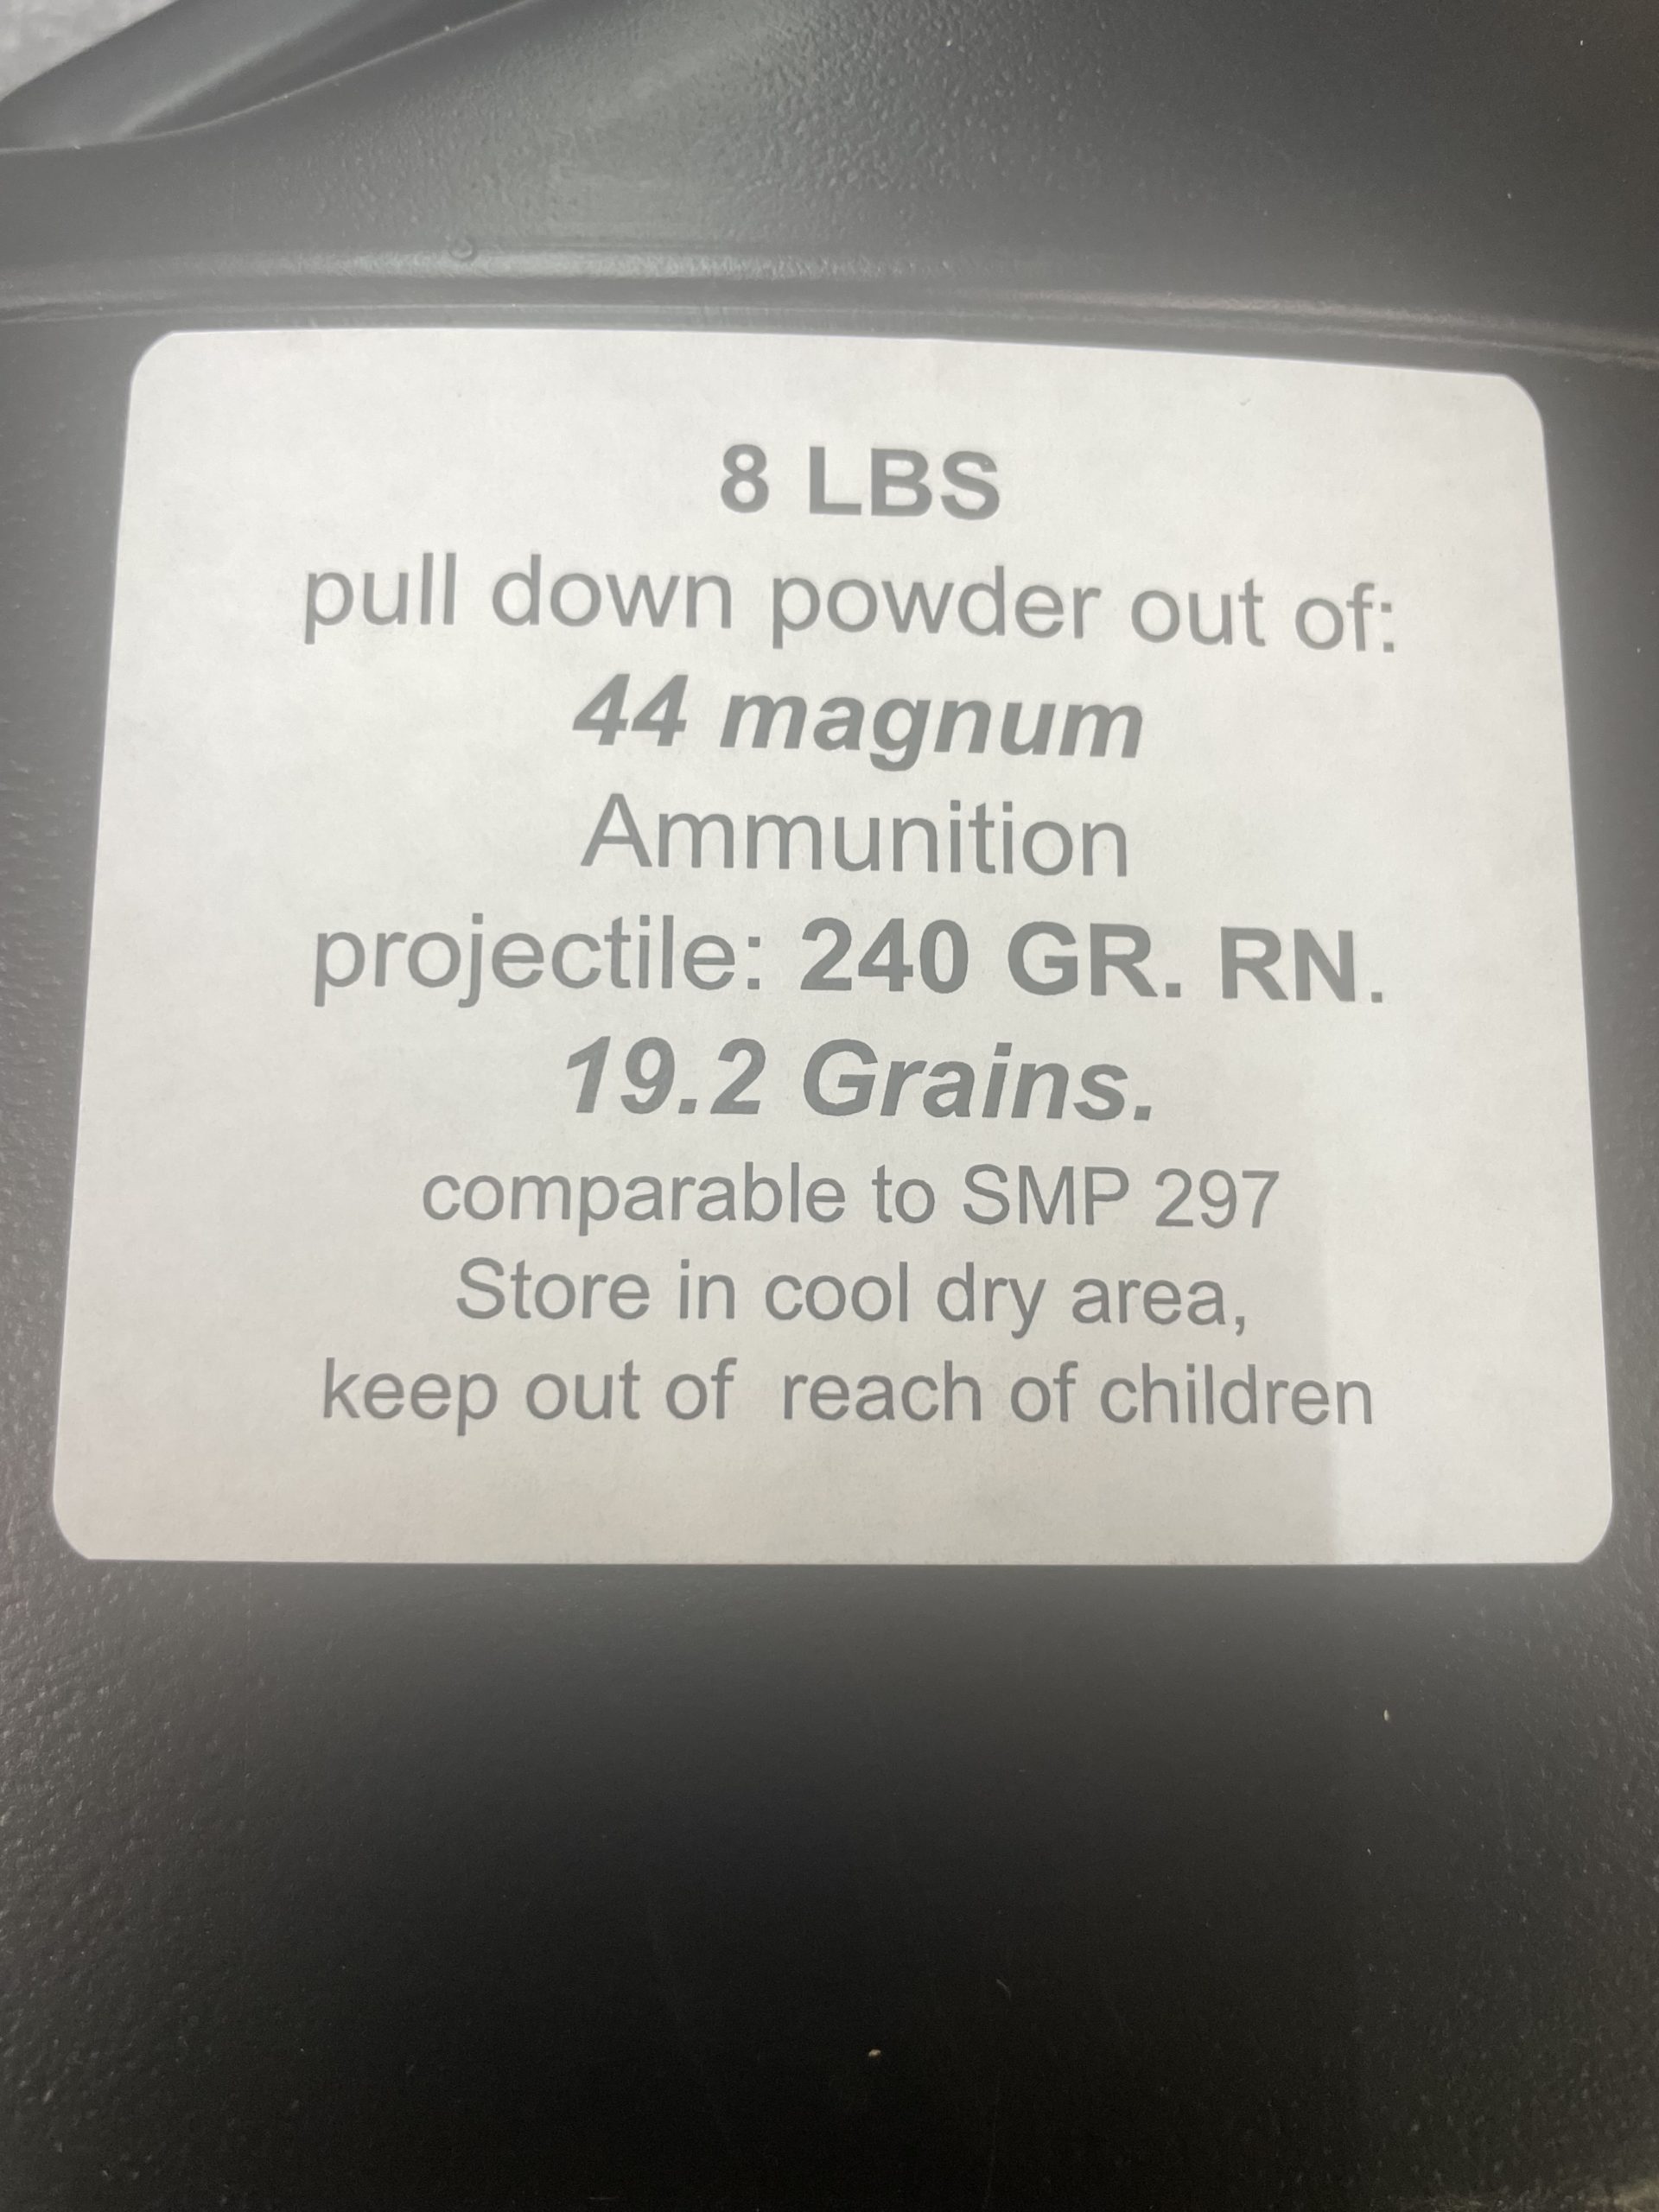 8 LBS
pull down powder out of:
44 magnum
Ammunition
projectile: 240 GR. RN.
19.2 Grains.
comparable to SMP 297
Store in cool dry area,
keep out of  reach of children